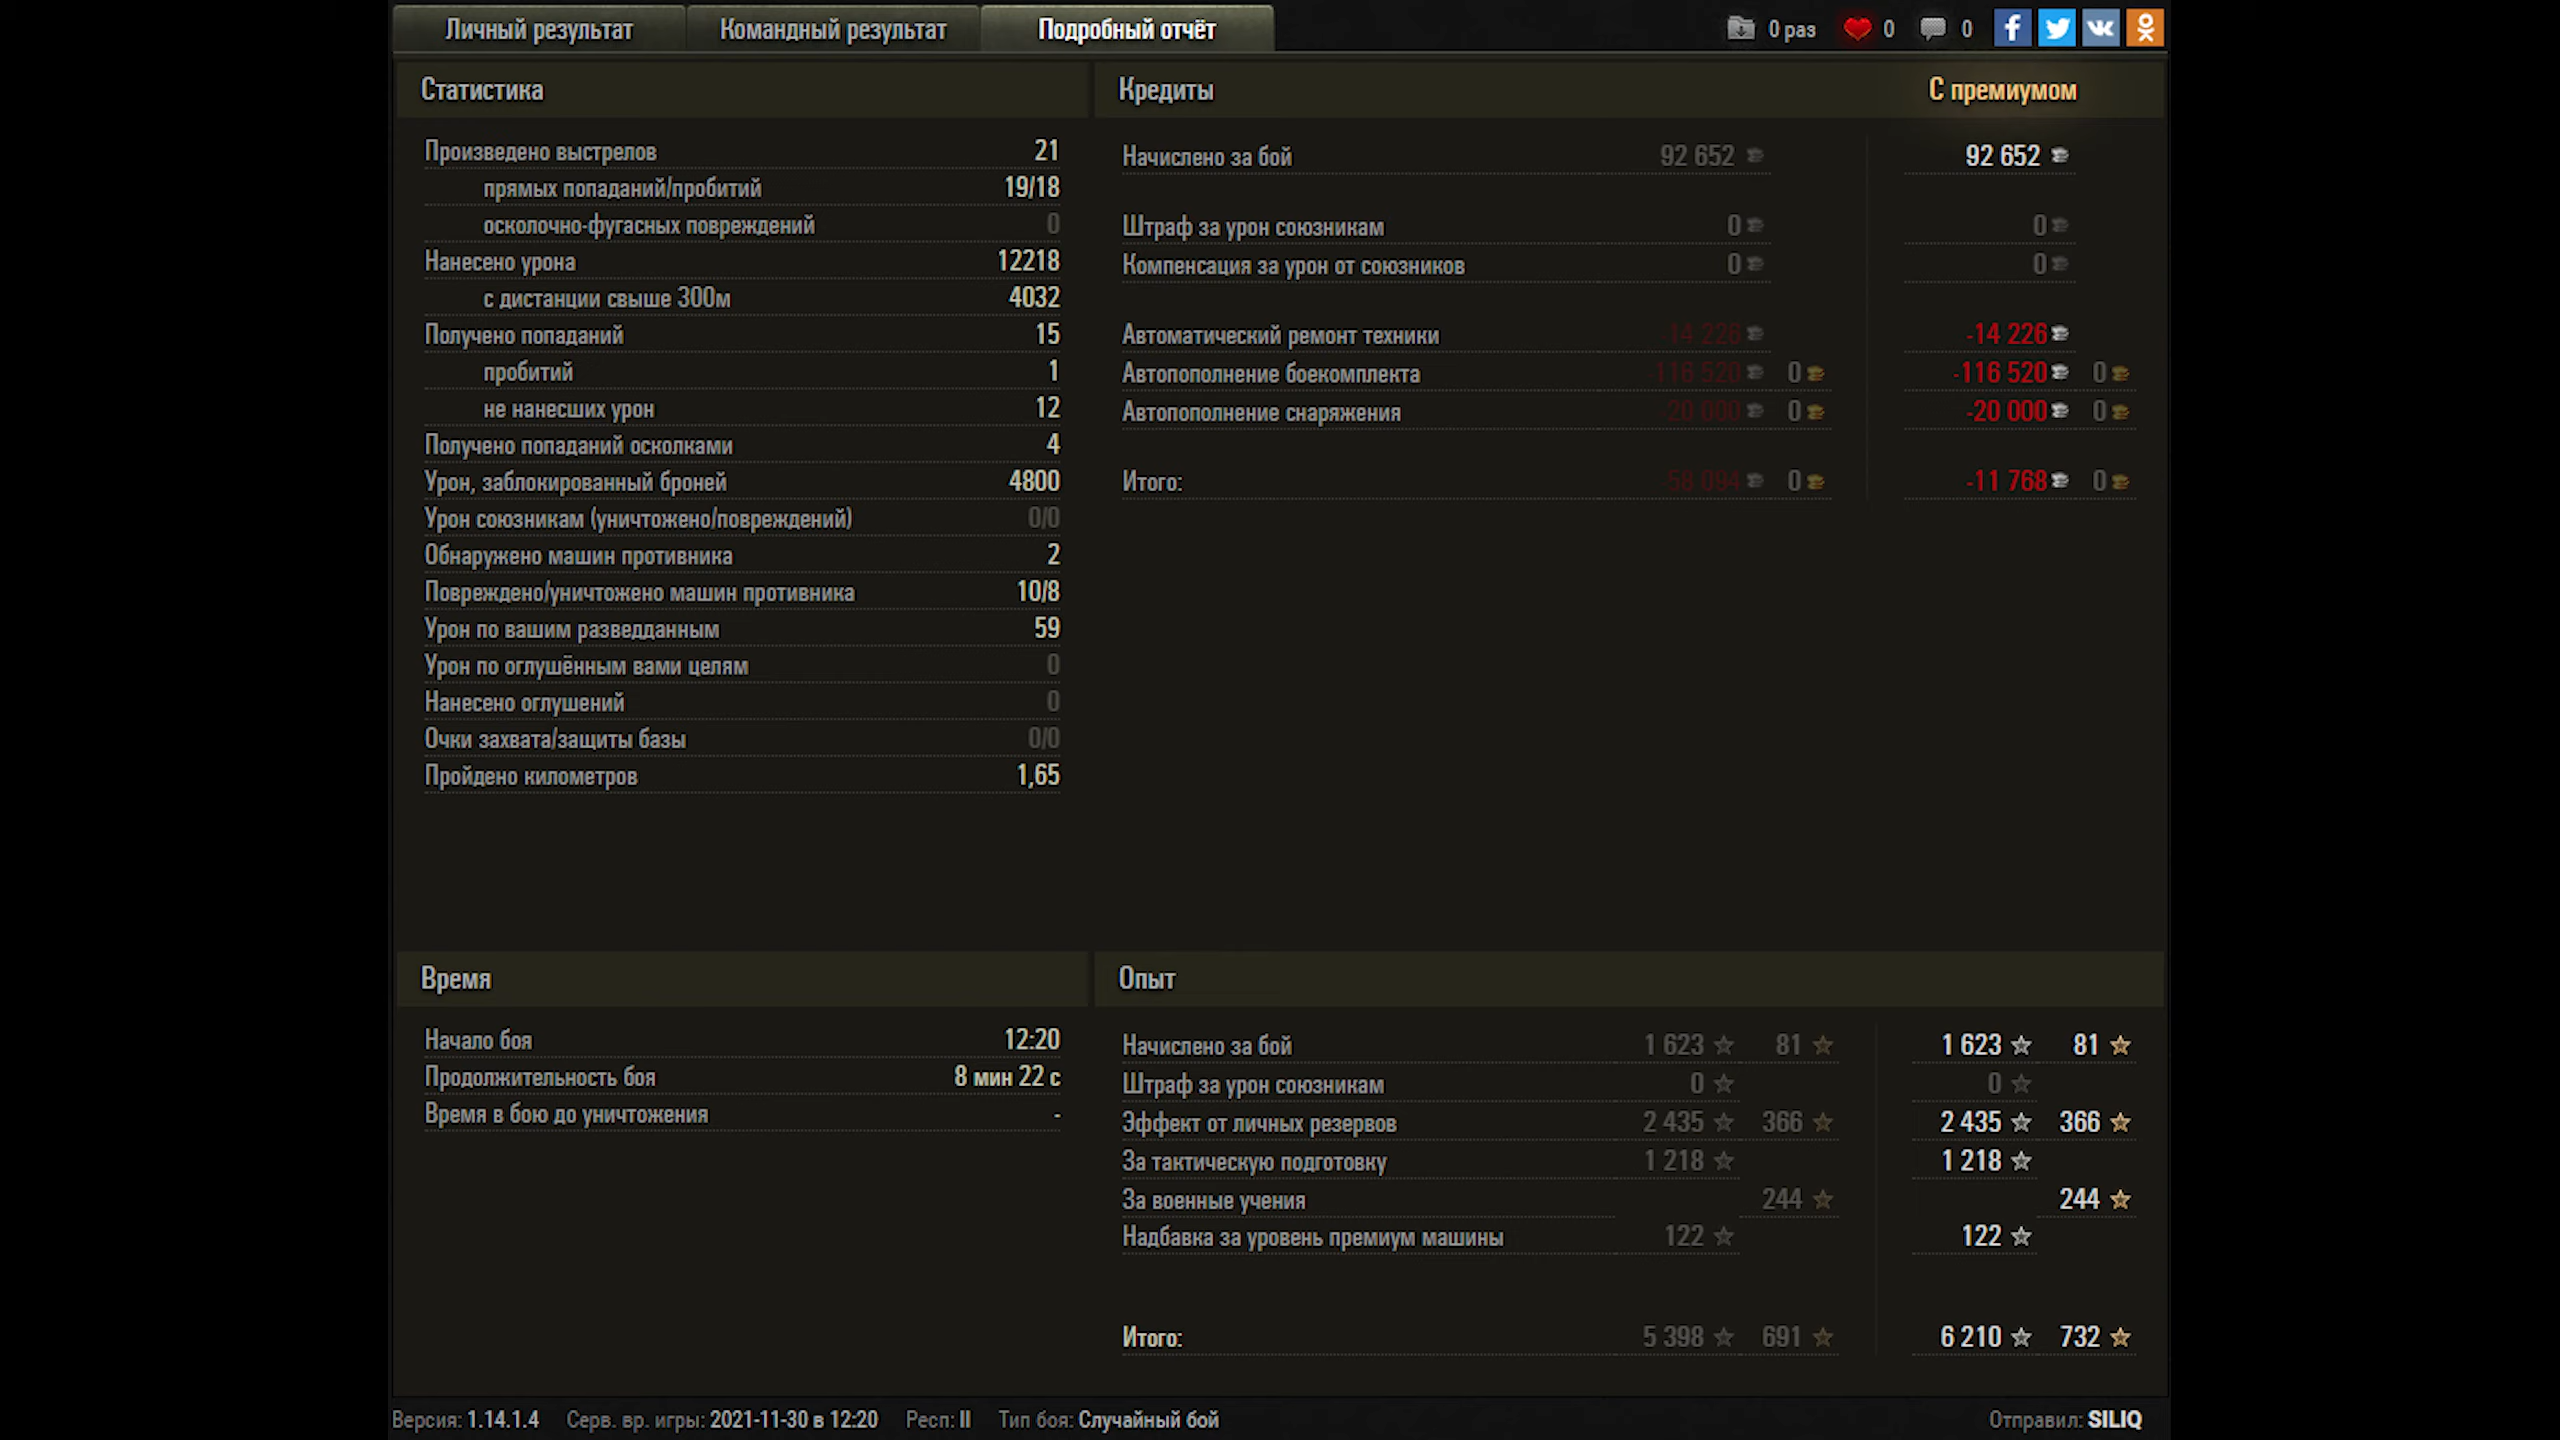 Личный результат Командный результат Подробный отчёт 0 раз 0 0
Статистика
Произведено выстрелов 21
прямых попаданий/пробитий 19/18
осколочно-фугасных повреждений 0
Нанесено урона 12218
с дистанции свыше 300м 4032
Получено попаданий 15
пробитий 1
не нанесших урон 12
Получено попаданий осколками 4
Урон, заблокированный броней 4800
Урон союзникам (уничтожено/повреждений) 0/0
Обнаружено машин противника 2
Повреждено/уничтожено машин противника 10/8
Урон по вашим разведданным 59
Урон по оглушённым вами целям 0
Нанесено оглушений 0
Очки захвата/защиты базы 0/0
Пройдено километров 1,65
Кредиты С премиумом
Начислено за бой 92 652 92 652
Штраф за урон союзникам 0 0
Компенсация за урон от союзников 0 0
Автоматический ремонт техники -14 226 -14 226
Автопополнение боекомплекта -116 520 0 -116 520 0
Автопополнение снаряжения -20 000 0 -20 000 0
Итого: -58 094 0 -11 768 0
Время
Начало боя 12:20
Продолжительность боя 8 мин 22 с
Время в бою до уничтожения -
Опыт
Начислено за бой 1 623 81 1 623 81
Штраф за урон союзникам 0 0
Эффект от личных резервов 2 435 366 2 435 366
За тактическую подготовку 1 218 1 218
За военные учения 244 244
Надбавка за уровень премиум машины 122 122
Итого: 5 398 691 6 210 732
Версия: 1.14.1.4 Серв. вр. игры: 2021-11-30 в 12:20 Респ: II Тип боя: Случайный бой Отправил: SILIQ